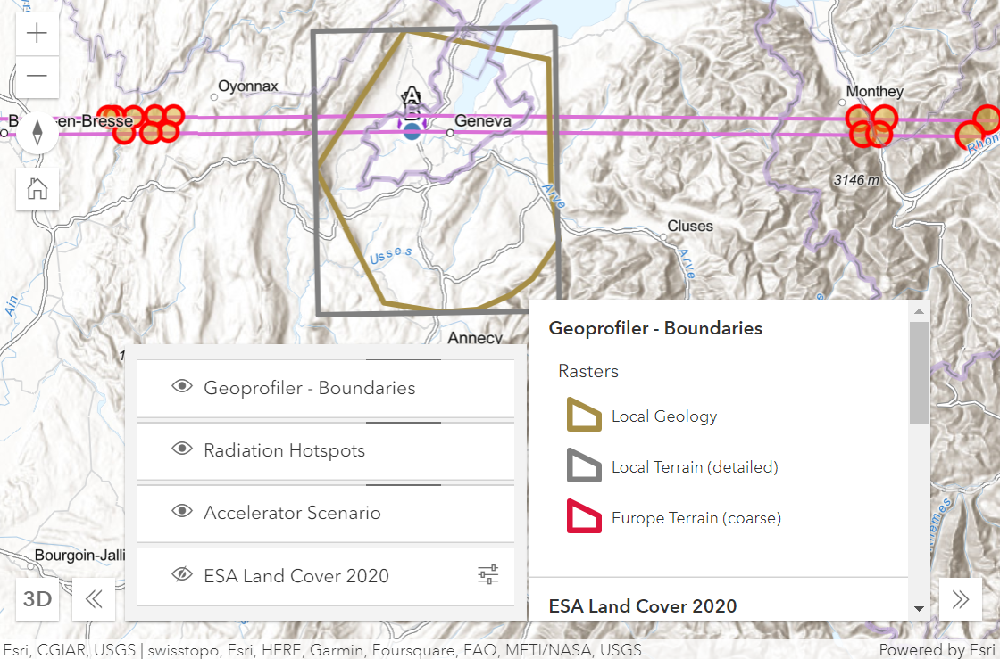 Oyonnax
Monthey
B
en-Bresse
A
Geneva
Rhon
3146 m
Arve
Cluses
Usses
Arve
Ain
Annecy
1
Geoprofiler - Boundaries
Rasters
Local Geology
Local Terrain (detailed)
Europe Terrain (coarse)
ESA Land Cover 2020
Geoprofiler - Boundaries
Radiation Hotspots
Accelerator Scenario
ESA Land Cover 2020
Bourgoin-Jalli
3D
Esri, CGIAR, USGS | swisstopo, Esri, HERE, Garmin, Foursquare, FAO, METI/NASA, USGS
Powered by Esri